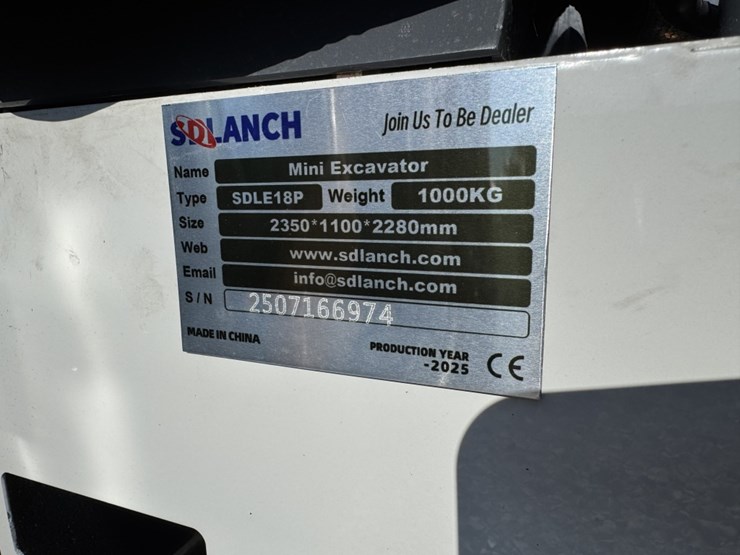 SDLANCH Join Us To Be Dealer
Name Mini Excavator
Type SDLE18P Weight 1000KG
Size 2350*1100*2280mm
Web www.sdlanch.com
Email info@sdlanch.com
S/N 2507166974
MADE IN CHINA PRODUCTION YEAR
-2025 CE